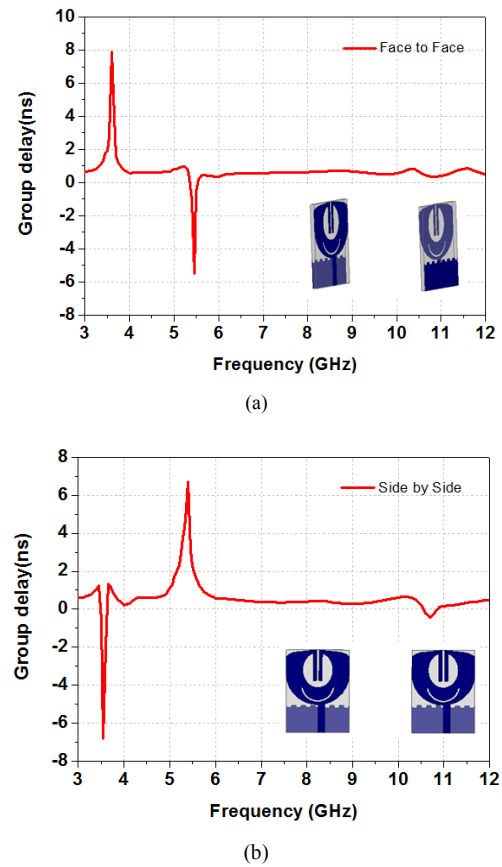 10
8
6
4
2
0
-2
-4
-6
-8
Group delay(ns)
Face to Face
3 4 5 6 7 8 9 10 11 12
Frequency (GHz)
(a)
8
6
4
2
0
-2
-4
-6
-8
Group delay(ns)
Side by Side
3 4 5 6 7 8 9 10 11 12
Frequency (GHz)
(b)